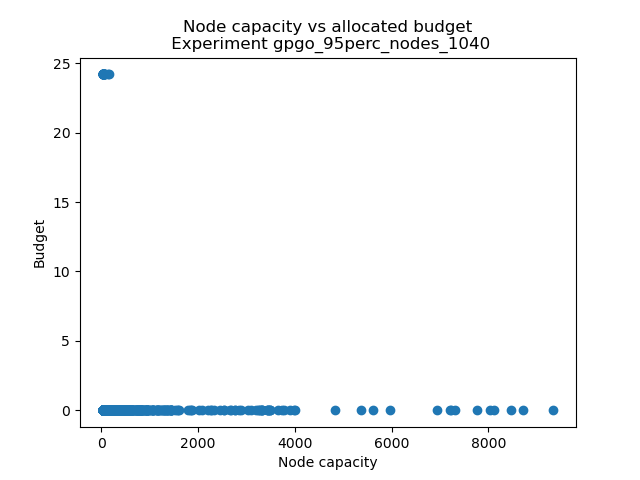 Node capacity vs allocated budget
Experiment gpgo_95perc_nodes_1040
25
20
15
10
5
0
Budget
0 2000 4000 6000 8000
Node capacity